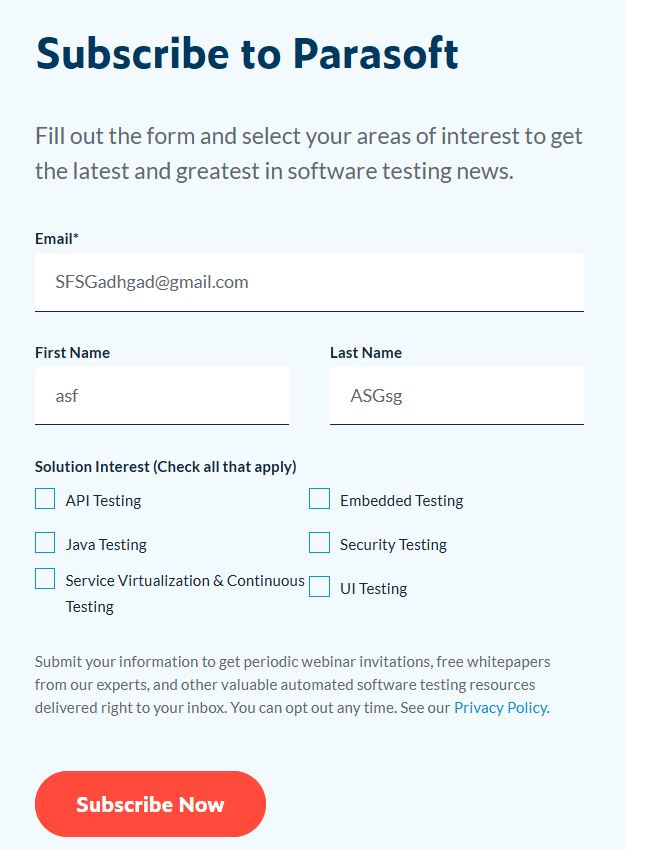 Subscribe to Parasoft
Fill out the form and select your areas of interest to get
the latest and greatest in software testing news.
Email*
SFSGadhgad@gmail.com
First Name
Last Name
asf
ASGsg
Solution Interest (Check all that apply)
API Testing
Embedded Testing
Java Testing
Security Testing
Service Virtualization & Continuous
Testing
UI Testing
Submit your information to get periodic webinar invitations, free whitepapers
from our experts, and other valuable automated software testing resources
delivered right to your inbox. You can opt out any time. See our Privacy Policy.
Subscribe Now